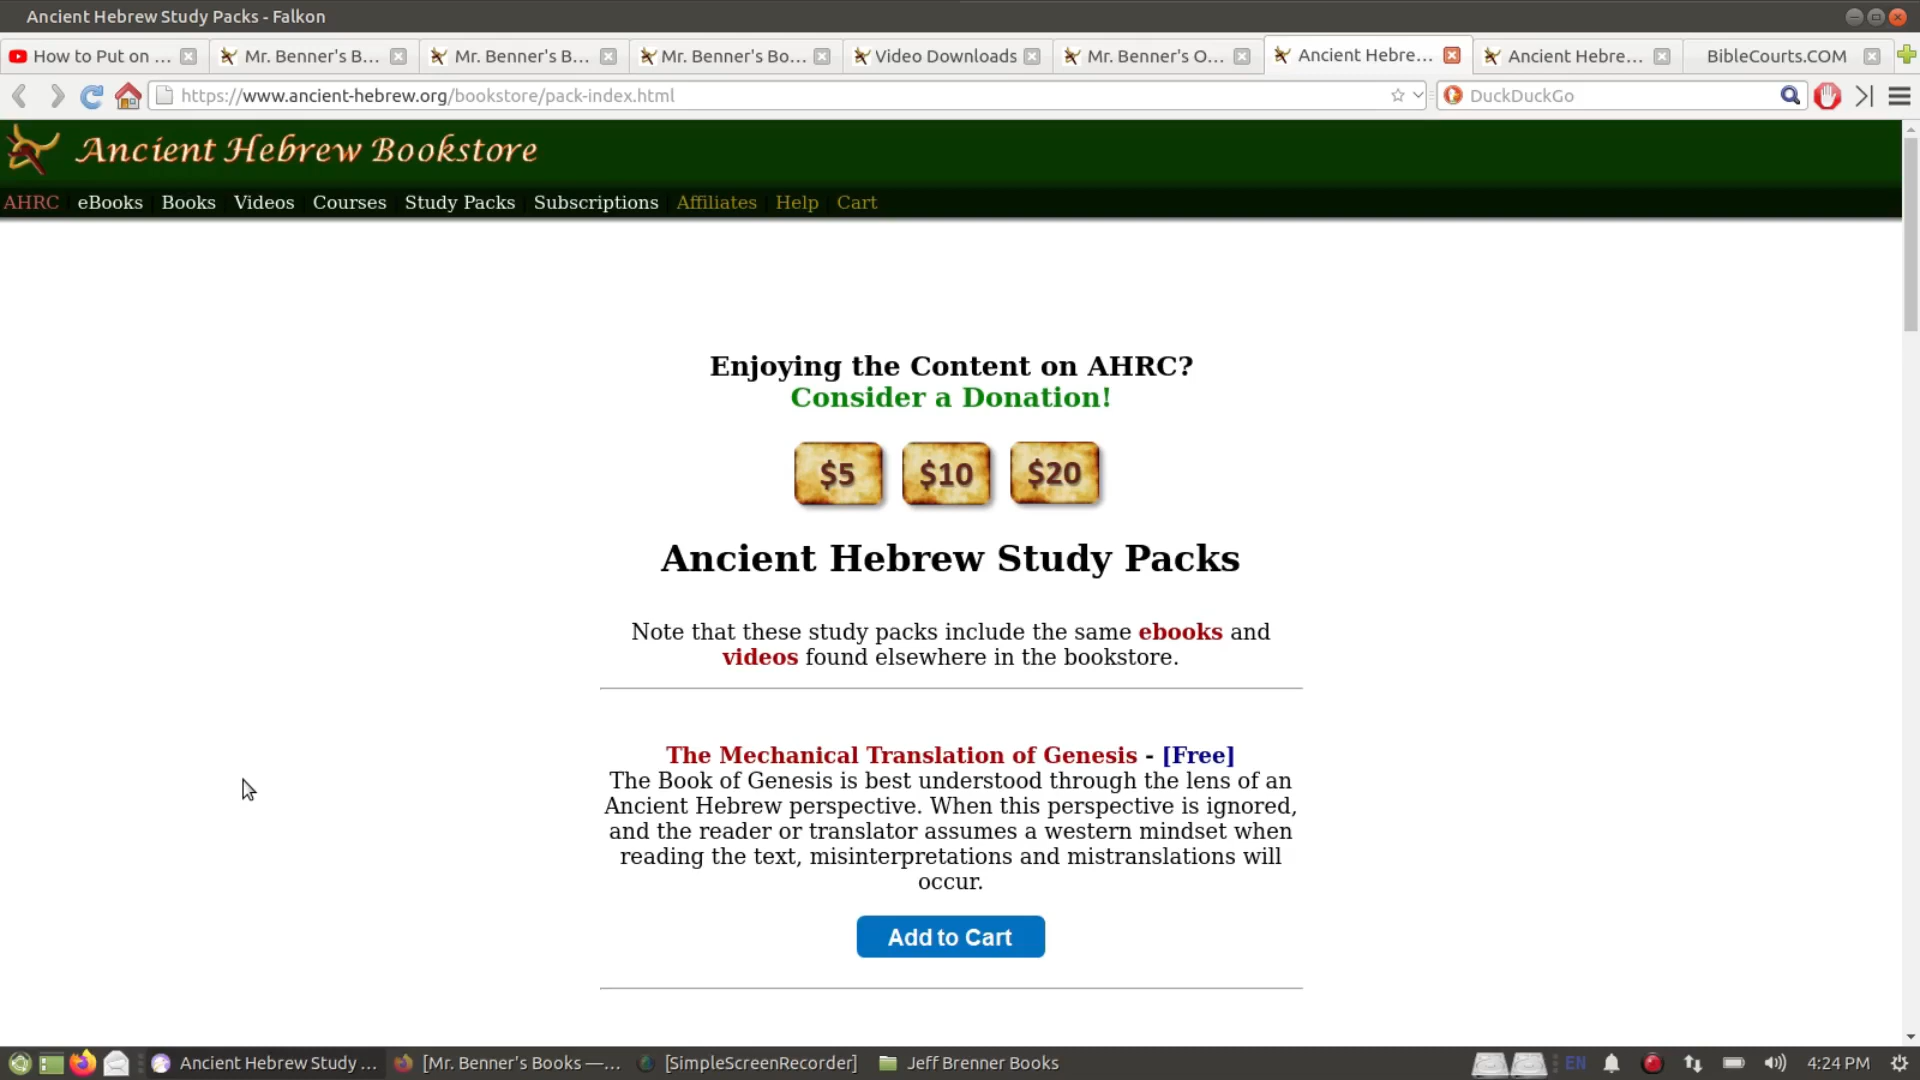 Ancient Hebrew Study Packs - Falkon
How to Put on ...
Mr. Benner's B...
Mr. Benner's B...
Mr. Benner's Bo...
Video Downloads
Mr. Benner's O...
Ancient Hebre...
Ancient Hebre...
BibleCourts.COM
https://www.ancient-hebrew.org/bookstore/pack-index.html
DuckDuckGo
Ancient Hebrew Bookstore
AHRC eBooks Books Videos Courses Study Packs Subscriptions Affiliates Help Cart
Enjoying the Content on AHRC?
Consider a Donation!
$5 $10 $20
Ancient Hebrew Study Packs
Note that these study packs include the same ebooks and
videos found elsewhere in the bookstore.
The Mechanical Translation of Genesis - [Free]
The Book of Genesis is best understood through the lens of an
Ancient Hebrew perspective. When this perspective is ignored,
and the reader or translator assumes a western mindset when
reading the text, misinterpretations and mistranslations will
occur.
Add to Cart
Ancient Hebrew Study ...
[Mr. Benner's Books —...
[SimpleScreenRecorder]
Jeff Brenner Books
EN
4:24 PM